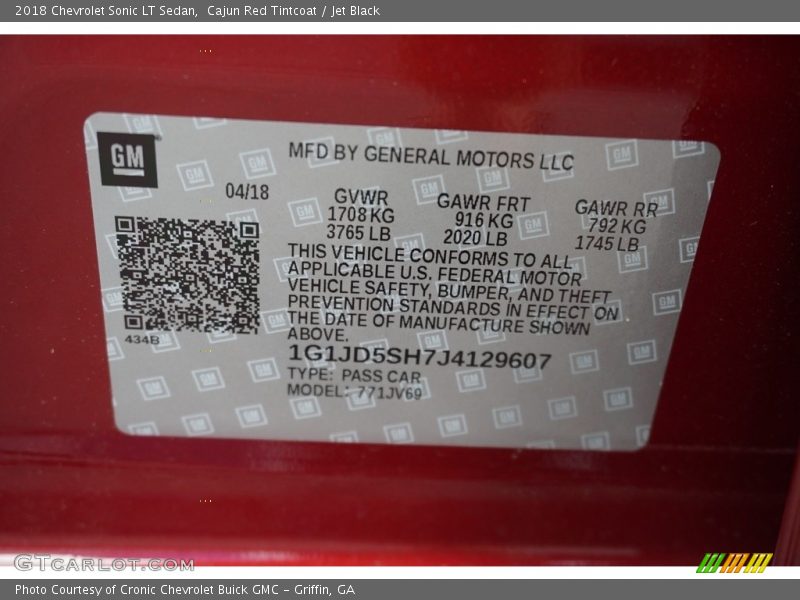 2018 Chevrolet Sonic LT Sedan,  Cajun Red Tintcoat / Jet Black
GM
MFD BY GENERAL MOTORS LLC
04/18
GVWR
1708 KG
3765 LB
GAWR FRT
916 KG
2020 LB
GAWR RR
792 KG
1745 LB
THIS VEHICLE CONFORMS TO ALL
APPLICABLE U.S. FEDERAL MOTOR
VEHICLE SAFETY, BUMPER, AND THEFT
PREVENTION STANDARDS IN EFFECT ON
THE DATE OF MANUFACTURE SHOWN
ABOVE.
434B
1G1JD5SH7J4129607
TYPE: PASS CAR
MODEL: 771JV69
GTCARLOT.COM
Photo Courtesy of Cronic Chevrolet Buick GMC – Griffin, GA